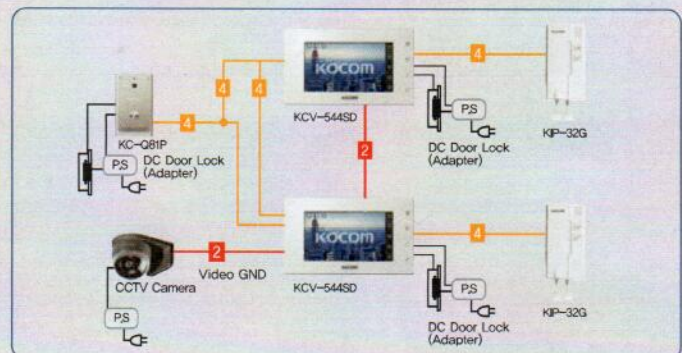 4
KOCOM
4
4
KCV-544SD
KC-Q81P
4
P.S
DC Door Lock
(Adapter)
P.S
DC Door Lock
(Adapter)
KIP-32G
2
KOCOM
4
2
Video GND
CCTV Camera
KCV-544SD
P.S
P.S
DC Door Lock
(Adapter)
KIP-32G